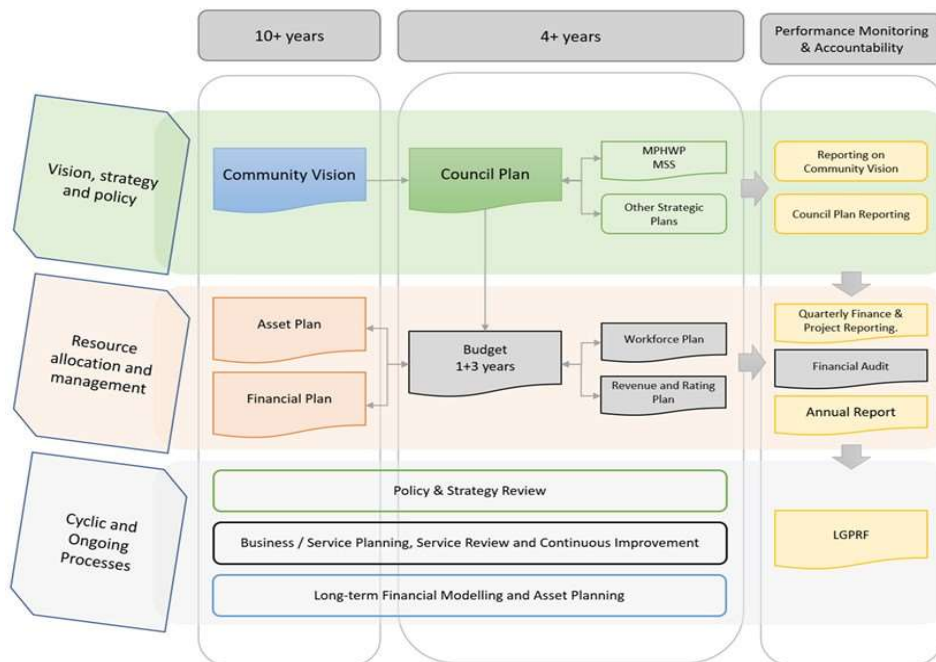 10+ years
4+ years
Performance Monitoring
& Accountability
Vision, strategy
and policy
Community Vision
Council Plan
MPHWP
MSS
Other Strategic
Plans
Reporting on
Community Vision
Council Plan Reporting
Resource
allocation and
management
Asset Plan
Financial Plan
Budget
1+3 years
Workforce Plan
Revenue and Rating
Plan
Quarterly Finance &
Project Reporting.
Financial Audit
Annual Report
Cyclic and
Ongoing
Processes
Policy & Strategy Review
Business / Service Planning, Service Review and Continuous Improvement
Long-term Financial Modelling and Asset Planning
LGPRF